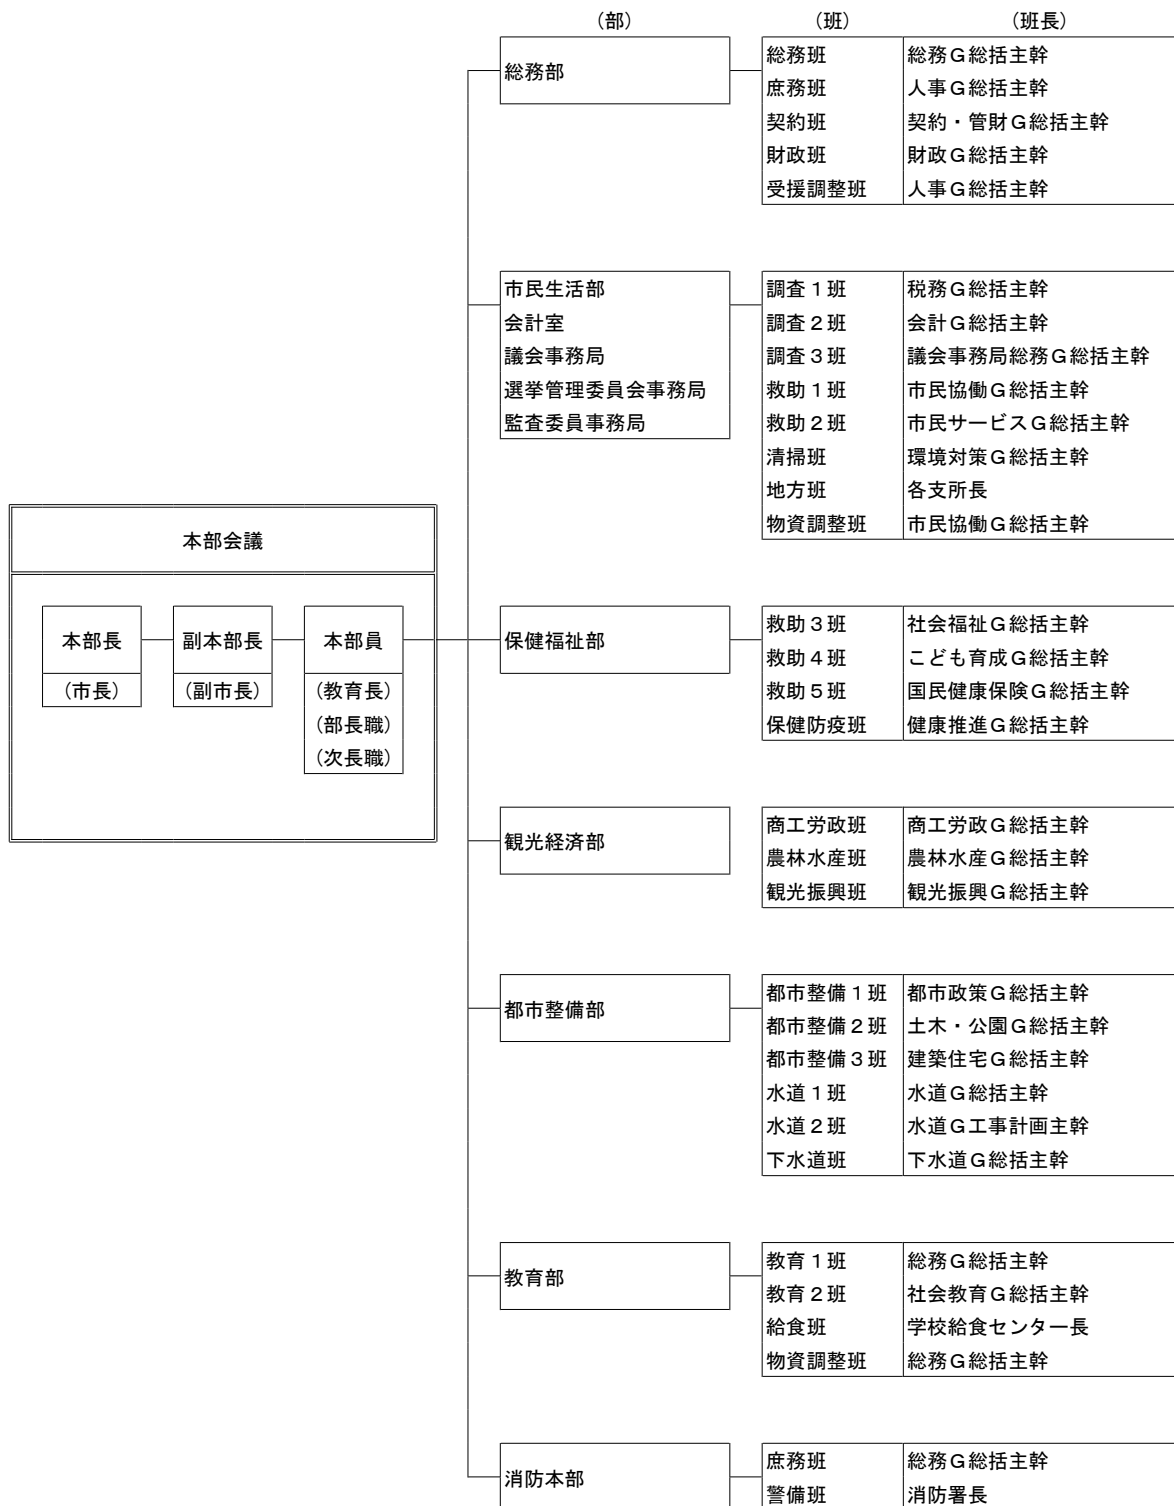 （部）　（班）　（班長）
総務部
総務班　総務Ｇ総括主幹
庶務班　人事Ｇ総括主幹
契約班　契約・管財Ｇ総括主幹
財政班　財政Ｇ総括主幹
受援調整班　人事Ｇ総括主幹
市民生活部
会計室
議会事務局
選挙管理委員会事務局
監査委員事務局
調査１班　税務Ｇ総括主幹
調査２班　会計Ｇ総括主幹
調査３班　議会事務局総務Ｇ総括主幹
救助１班　市民協働Ｇ総括主幹
救助２班　市民サービスＧ総括主幹
清掃班　環境対策Ｇ総括主幹
地方班　各支所長
物資調整班　市民協働Ｇ総括主幹
本部会議
本部長　副本部長　本部員
（市長）　（副市長）　（教育長）
（部長職）
（次長職）
保健福祉部
救助３班　社会福祉Ｇ総括主幹
救助４班　こども育成Ｇ総括主幹
救助５班　国民健康保険Ｇ総括主幹
保健防疫班　健康推進Ｇ総括主幹
観光経済部
商工労政班　商工労政Ｇ総括主幹
農林水産班　農林水産Ｇ総括主幹
観光振興班　観光振興Ｇ総括主幹
都市整備部
都市整備１班　都市政策Ｇ総括主幹
都市整備２班　土木・公園Ｇ総括主幹
都市整備３班　建築住宅Ｇ総括主幹
水道１班　水道Ｇ総括主幹
水道２班　水道Ｇ工事計画主幹
下水道班　下水道Ｇ総括主幹
教育部
教育１班　総務Ｇ総括主幹
教育２班　社会教育Ｇ総括主幹
給食班　学校給食センター長
物資調整班　総務Ｇ総括主幹
消防本部
庶務班　総務Ｇ総括主幹
警備班　消防署長